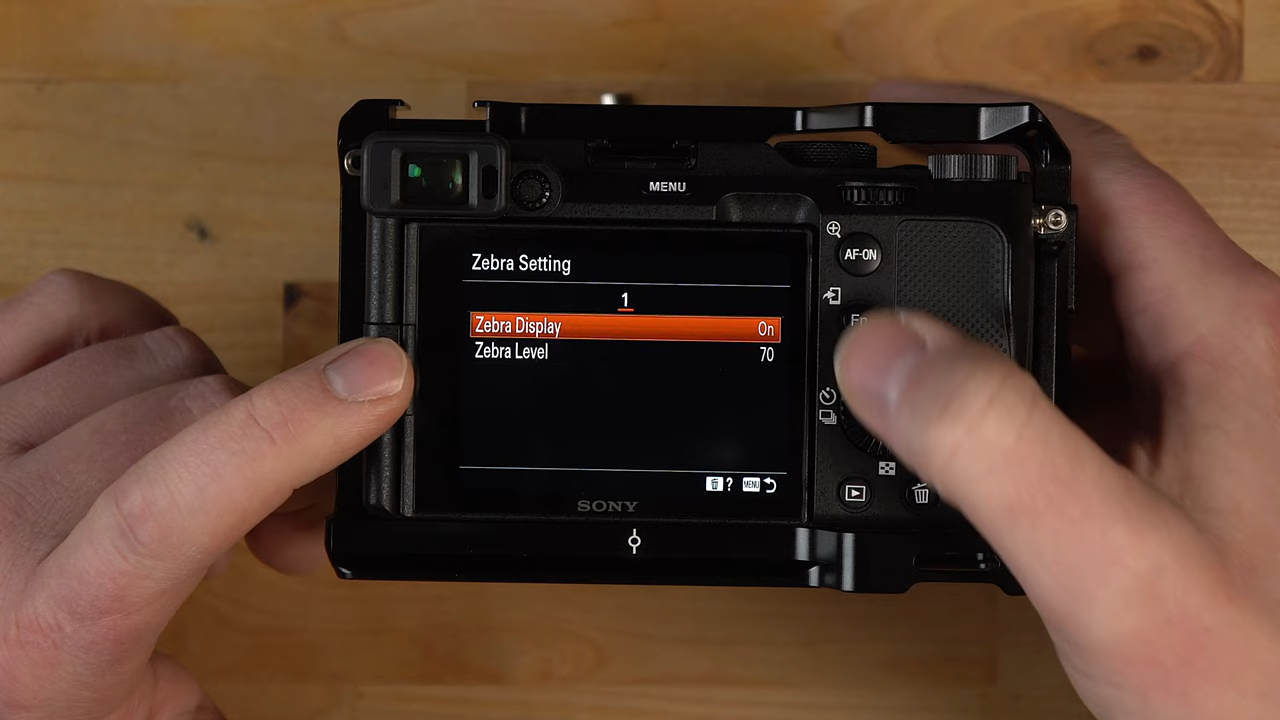 MENU
AF-ON
Zebra Setting
1
Zebra Display On
Zebra Level 70
? MENU
SONY